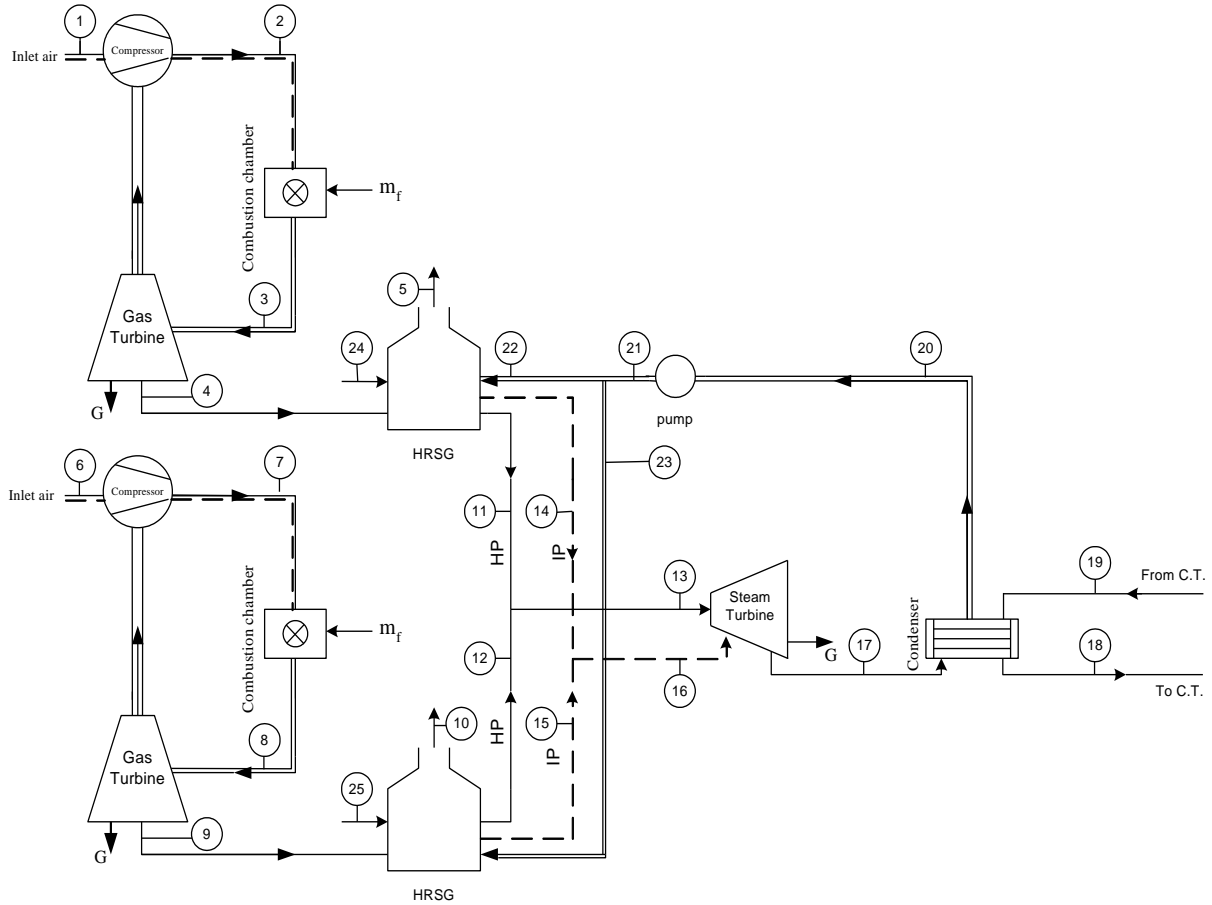 1
2
Inlet air
Compressor
Combustion chamber
m_f
3
Gas
Turbine
4
G
5
24
22
21
20
pump
HRSG
23
6
7
Inlet air
Compressor
11
14
HP
IP
13
Steam
Turbine
19
From C.T.
Condenser
G
17
18
To C.T.
12
16
Combustion chamber
m_f
8
Gas
Turbine
9
G
10
HP
15
IP
25
HRSG